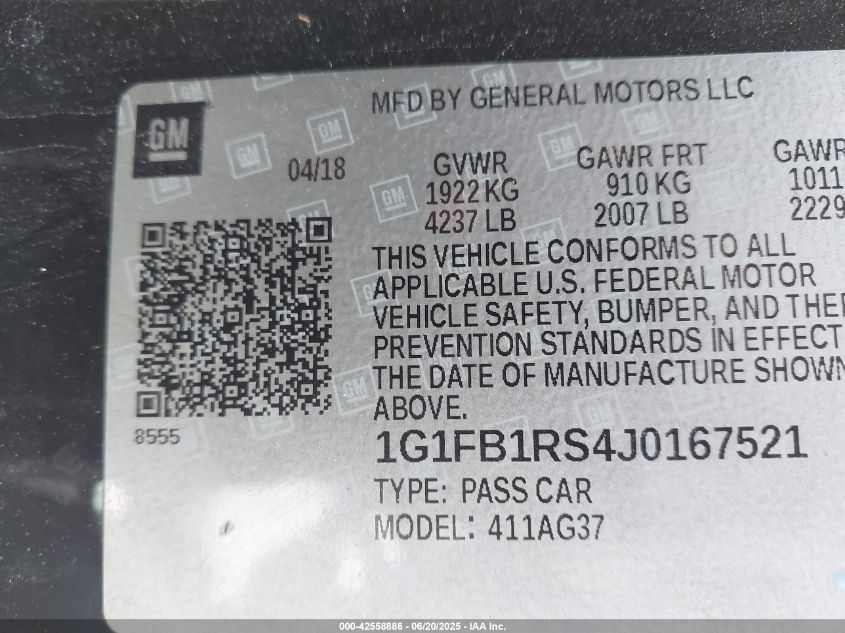 MFD BY GENERAL MOTORS LLC
GM
04/18
GVWR
1922 KG
4237 LB
GAWR FRT
910 KG
2007 LB
GAWR
1011
2229
THIS VEHICLE CONFORMS TO ALL
APPLICABLE U.S. FEDERAL MOTOR
VEHICLE SAFETY, BUMPER, AND THEF
PREVENTION STANDARDS IN EFFECT
THE DATE OF MANUFACTURE SHOWN
ABOVE.
8555
1G1FB1RS4J0167521
TYPE: PASS CAR
MODEL: 411AG37
000-42558886 - 06/20/2025 - IAA Inc.